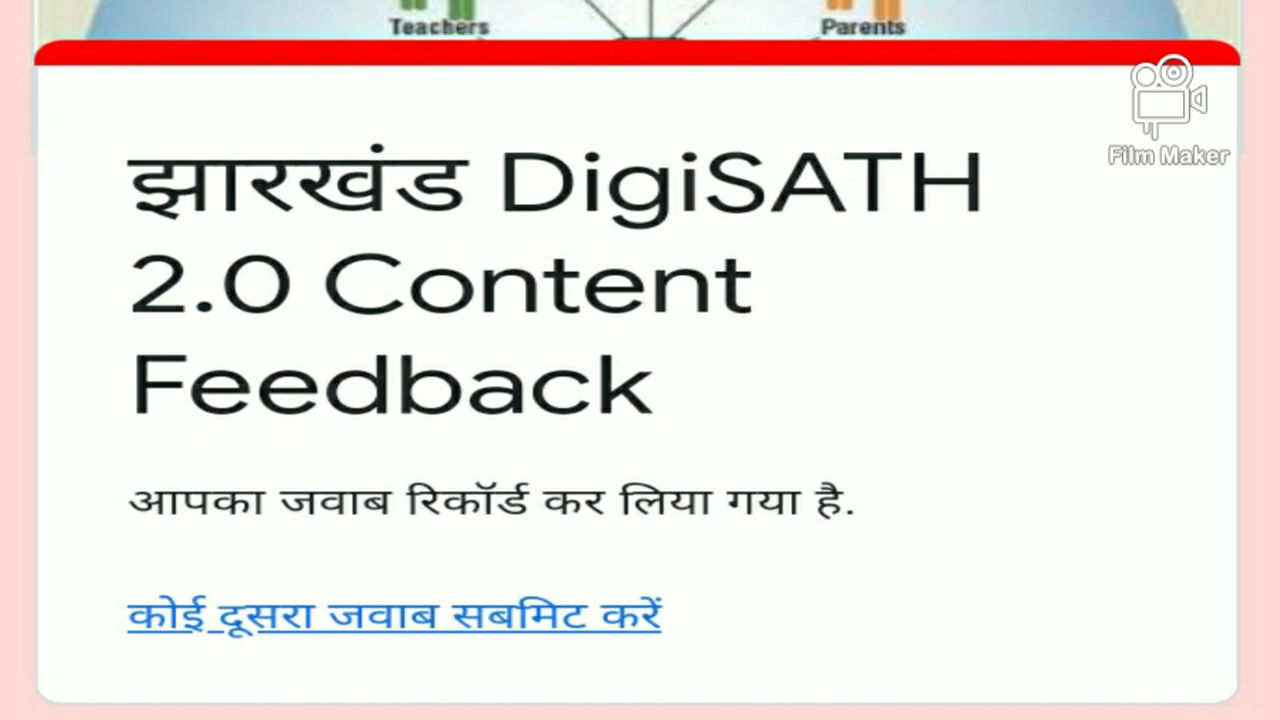 Teachers
Parents
Film Maker
झारखंड DigiSATH
2.0 Content
Feedback
आपका जवाब रिकॉर्ड कर लिया गया है.
कोई दूसरा जवाब सबमिट करें